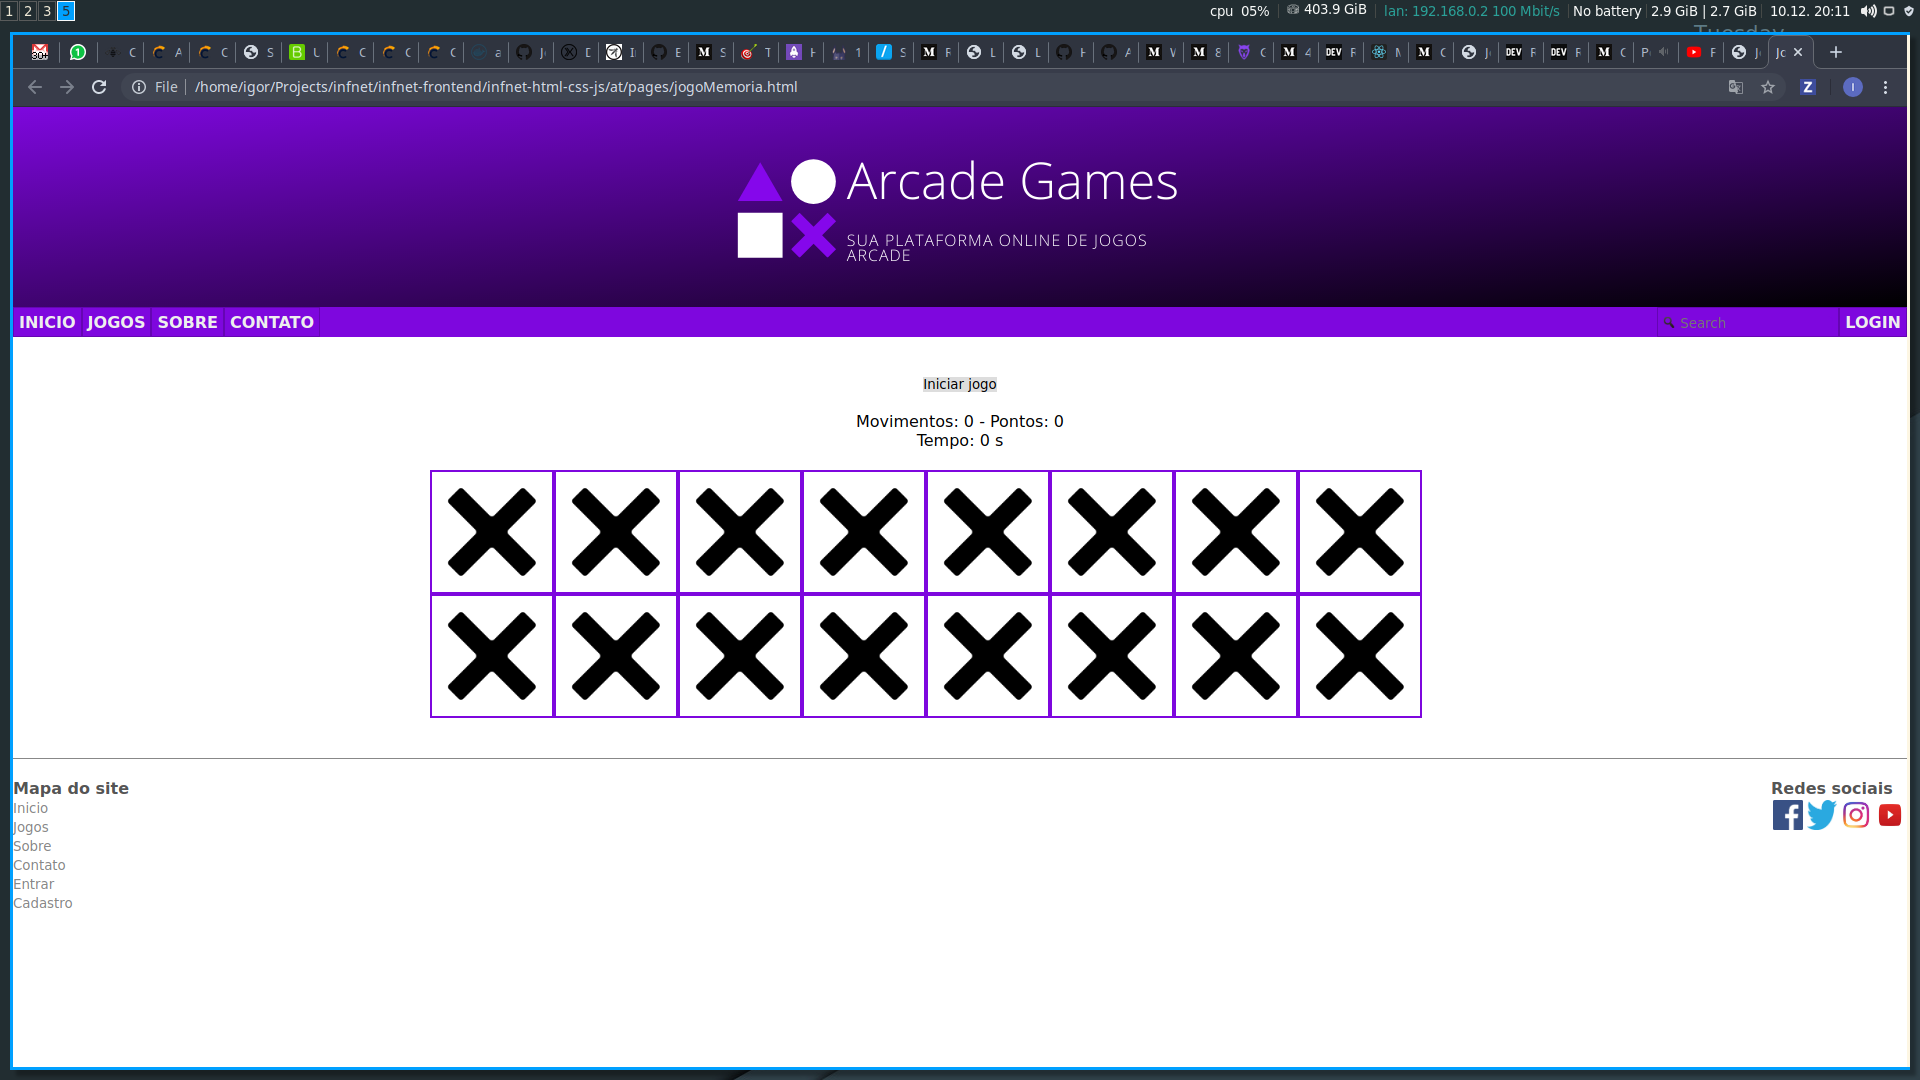 1 2 3 5
cpu 05% 403.9 GiB lan: 192.168.0.2 100 Mbit/s No battery 2.9 GiB | 2.7 GiB 10.12. 20:11
Tuesday
File /home/igor/Projects/infnet/infnet-frontend/infnet-html-css-js/at/pages/jogoMemoria.html
Arcade Games
SUA PLATAFORMA ONLINE DE JOGOS
ARCADE
INICIO JOGOS SOBRE CONTATO Search LOGIN
Iniciar jogo
Movimentos: 0 - Pontos: 0
Tempo: 0 s
Mapa do site
Inicio
Jogos
Sobre
Contato
Entrar
Cadastro
Redes sociais